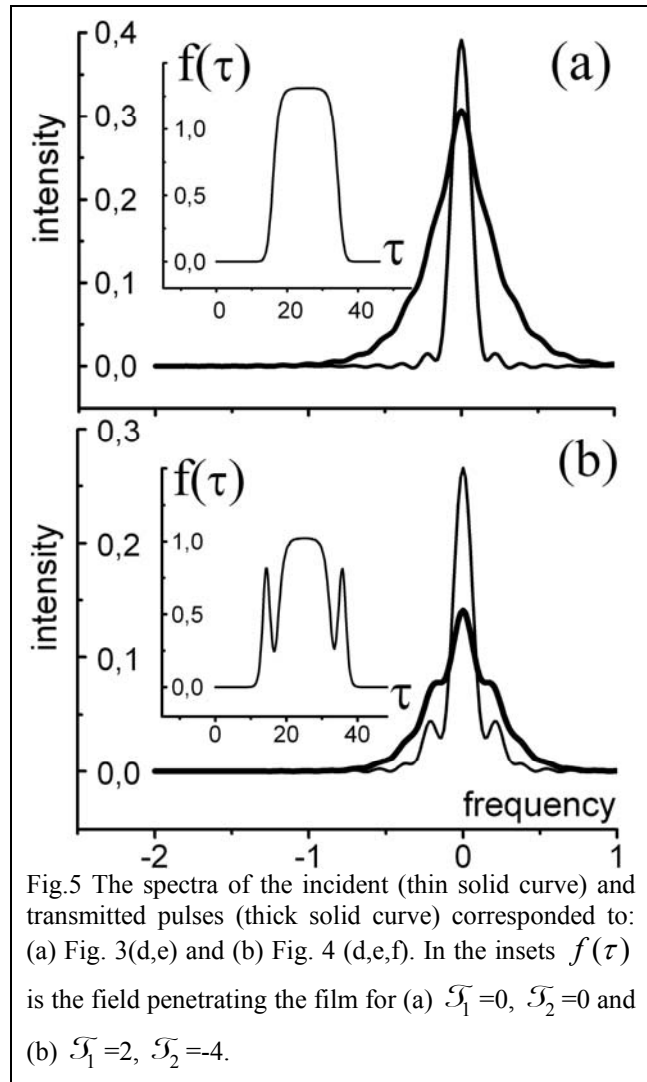 0,4
f(τ)
(a)
1,0
0,5
0,0
τ
0 20 40
0,3
0,2
0,1
0,0
intensity
-2 -1 0 1
0,3
f(τ)
(b)
1,0
0,5
0,0
τ
0 20 40
0,2
0,1
0,0
intensity
frequency
-2 -1 0 1
Fig.5 The spectra of the incident (thin solid curve) and
transmitted pulses (thick solid curve) corresponded to:
(a) Fig. 3(d,e) and (b) Fig. 4 (d,e,f). In the insets f(τ)
is the field penetrating the film for (a) 𝒯₁ =0, 𝒯₂ =0 and
(b) 𝒯₁ =2, 𝒯₂ =-4.